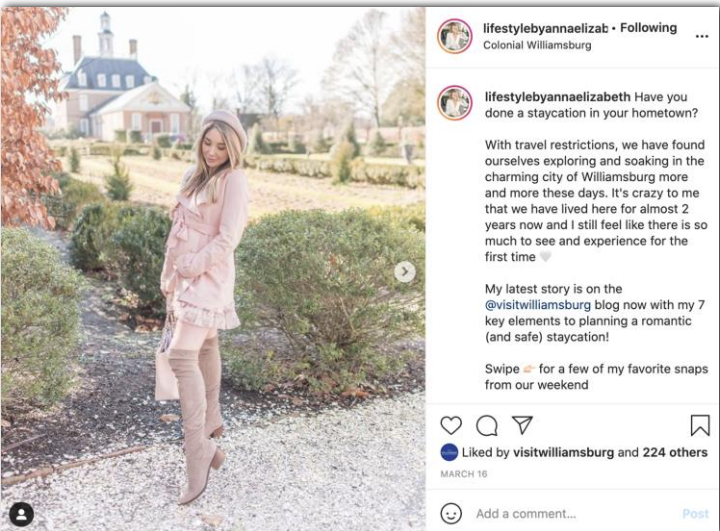 lifestylebyannaelizab • Following
Colonial Williamsburg
lifestylebyannaelizabeth Have you
done a staycation in your hometown?
With travel restrictions, we have found
ourselves exploring and soaking in the
charming city of Williamsburg more
and more these days. It's crazy to me
that we have lived here for almost 2
years now and I still feel like there is so
much to see and experience for the
first time 🤍
My latest story is on the
@visitwilliamsburg blog now with my 7
key elements to planning a romantic
(and safe) staycation!
Swipe 👉🏻 for a few of my favorite snaps
from our weekend
Liked by visitwilliamsburg and 224 others
MARCH 16
Add a comment... Post